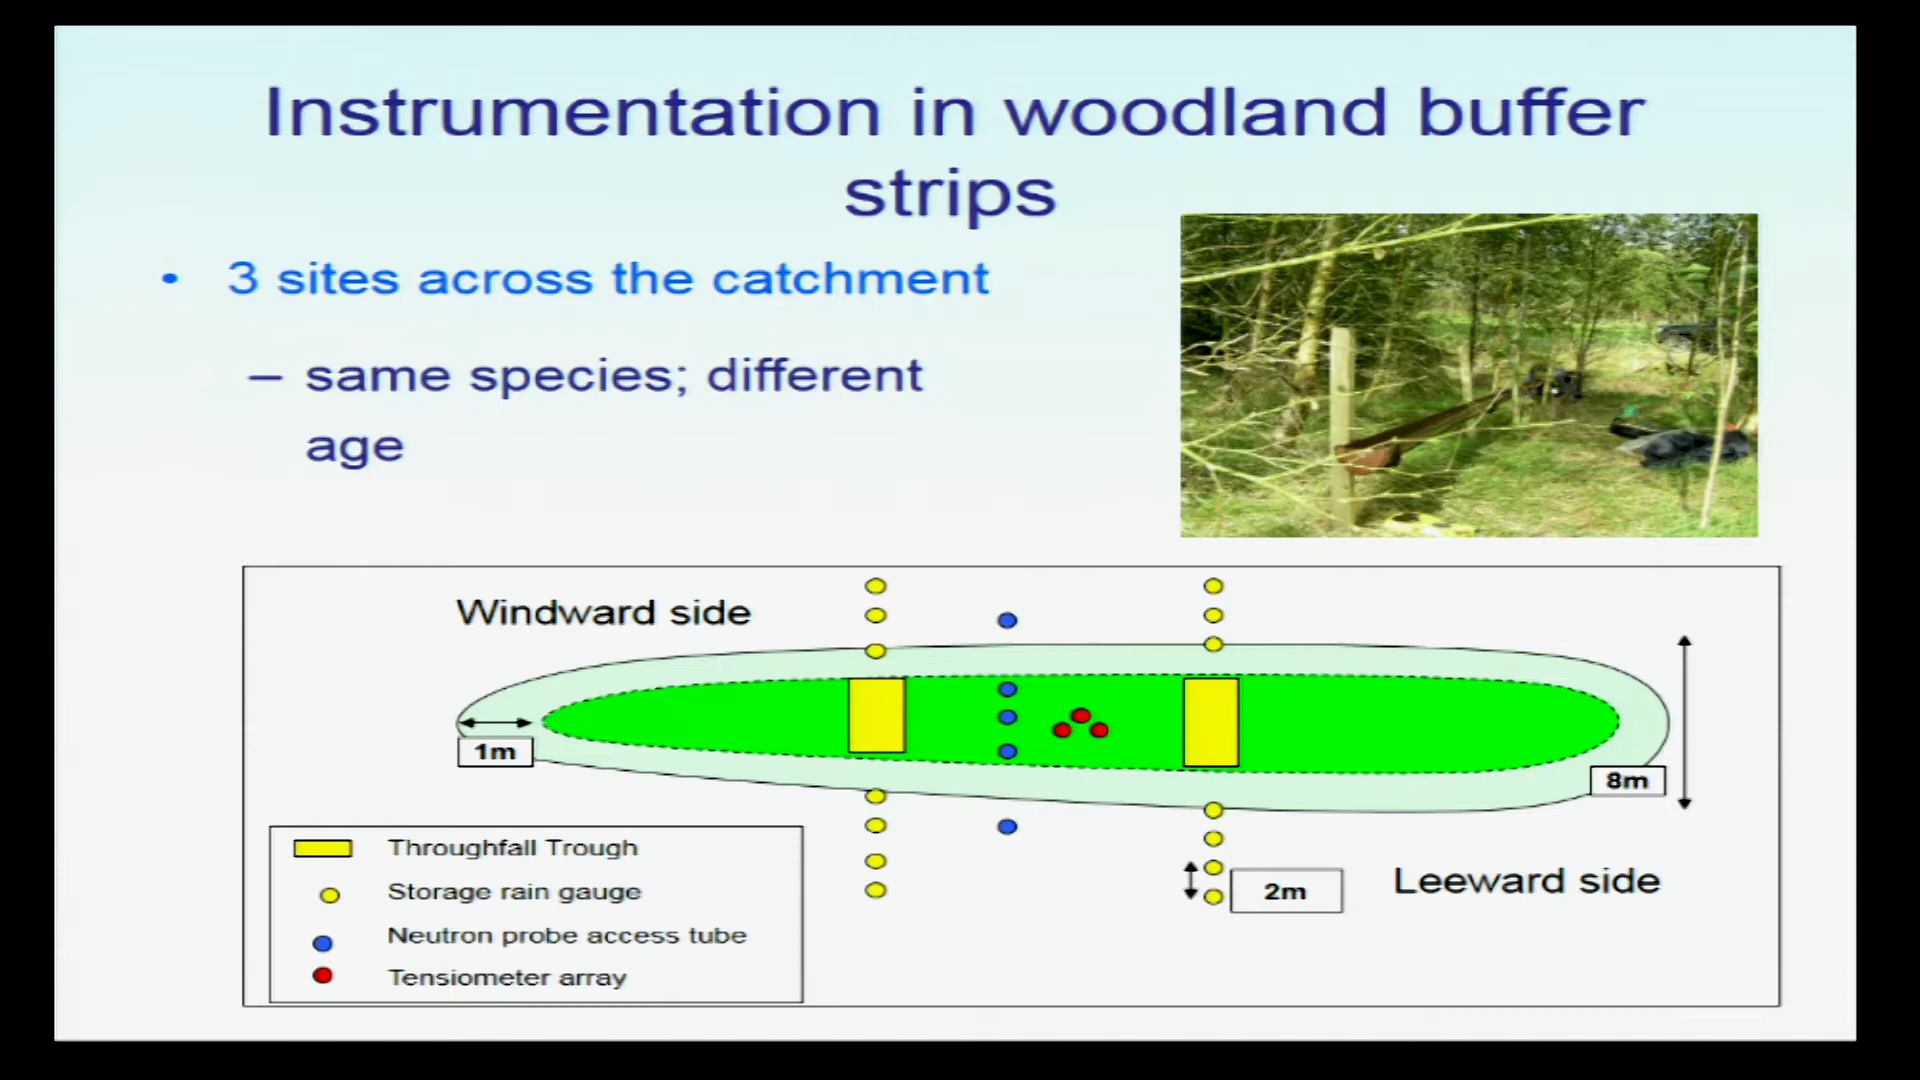 Instrumentation in woodland buffer
strips
• 3 sites across the catchment
– same species; different
age
Windward side
1m
8m
2m
Leeward side
Throughfall Trough
Storage rain gauge
Neutron probe access tube
Tensiometer array